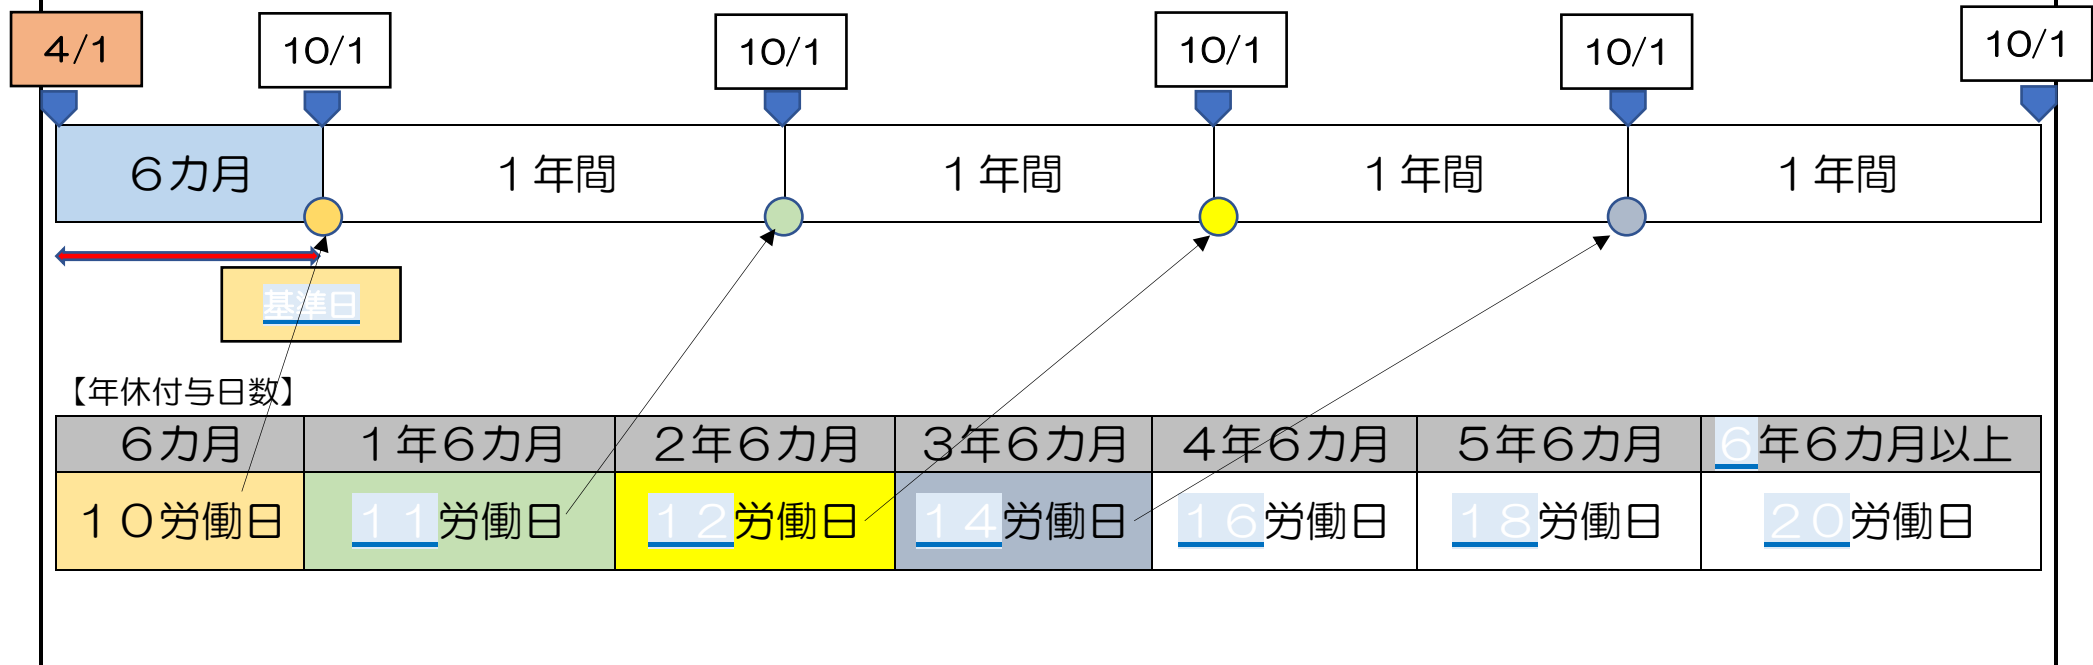 4/1 10/1 10/1 10/1 10/1 10/1
6カ月 1年間 1年間 1年間 1年間
基準日
【年休付与日数】
6カ月 1年6カ月 2年6カ月 3年6カ月 4年6カ月 5年6カ月 6年6カ月以上
10労働日 11労働日 12労働日 14労働日 16労働日 18労働日 20労働日